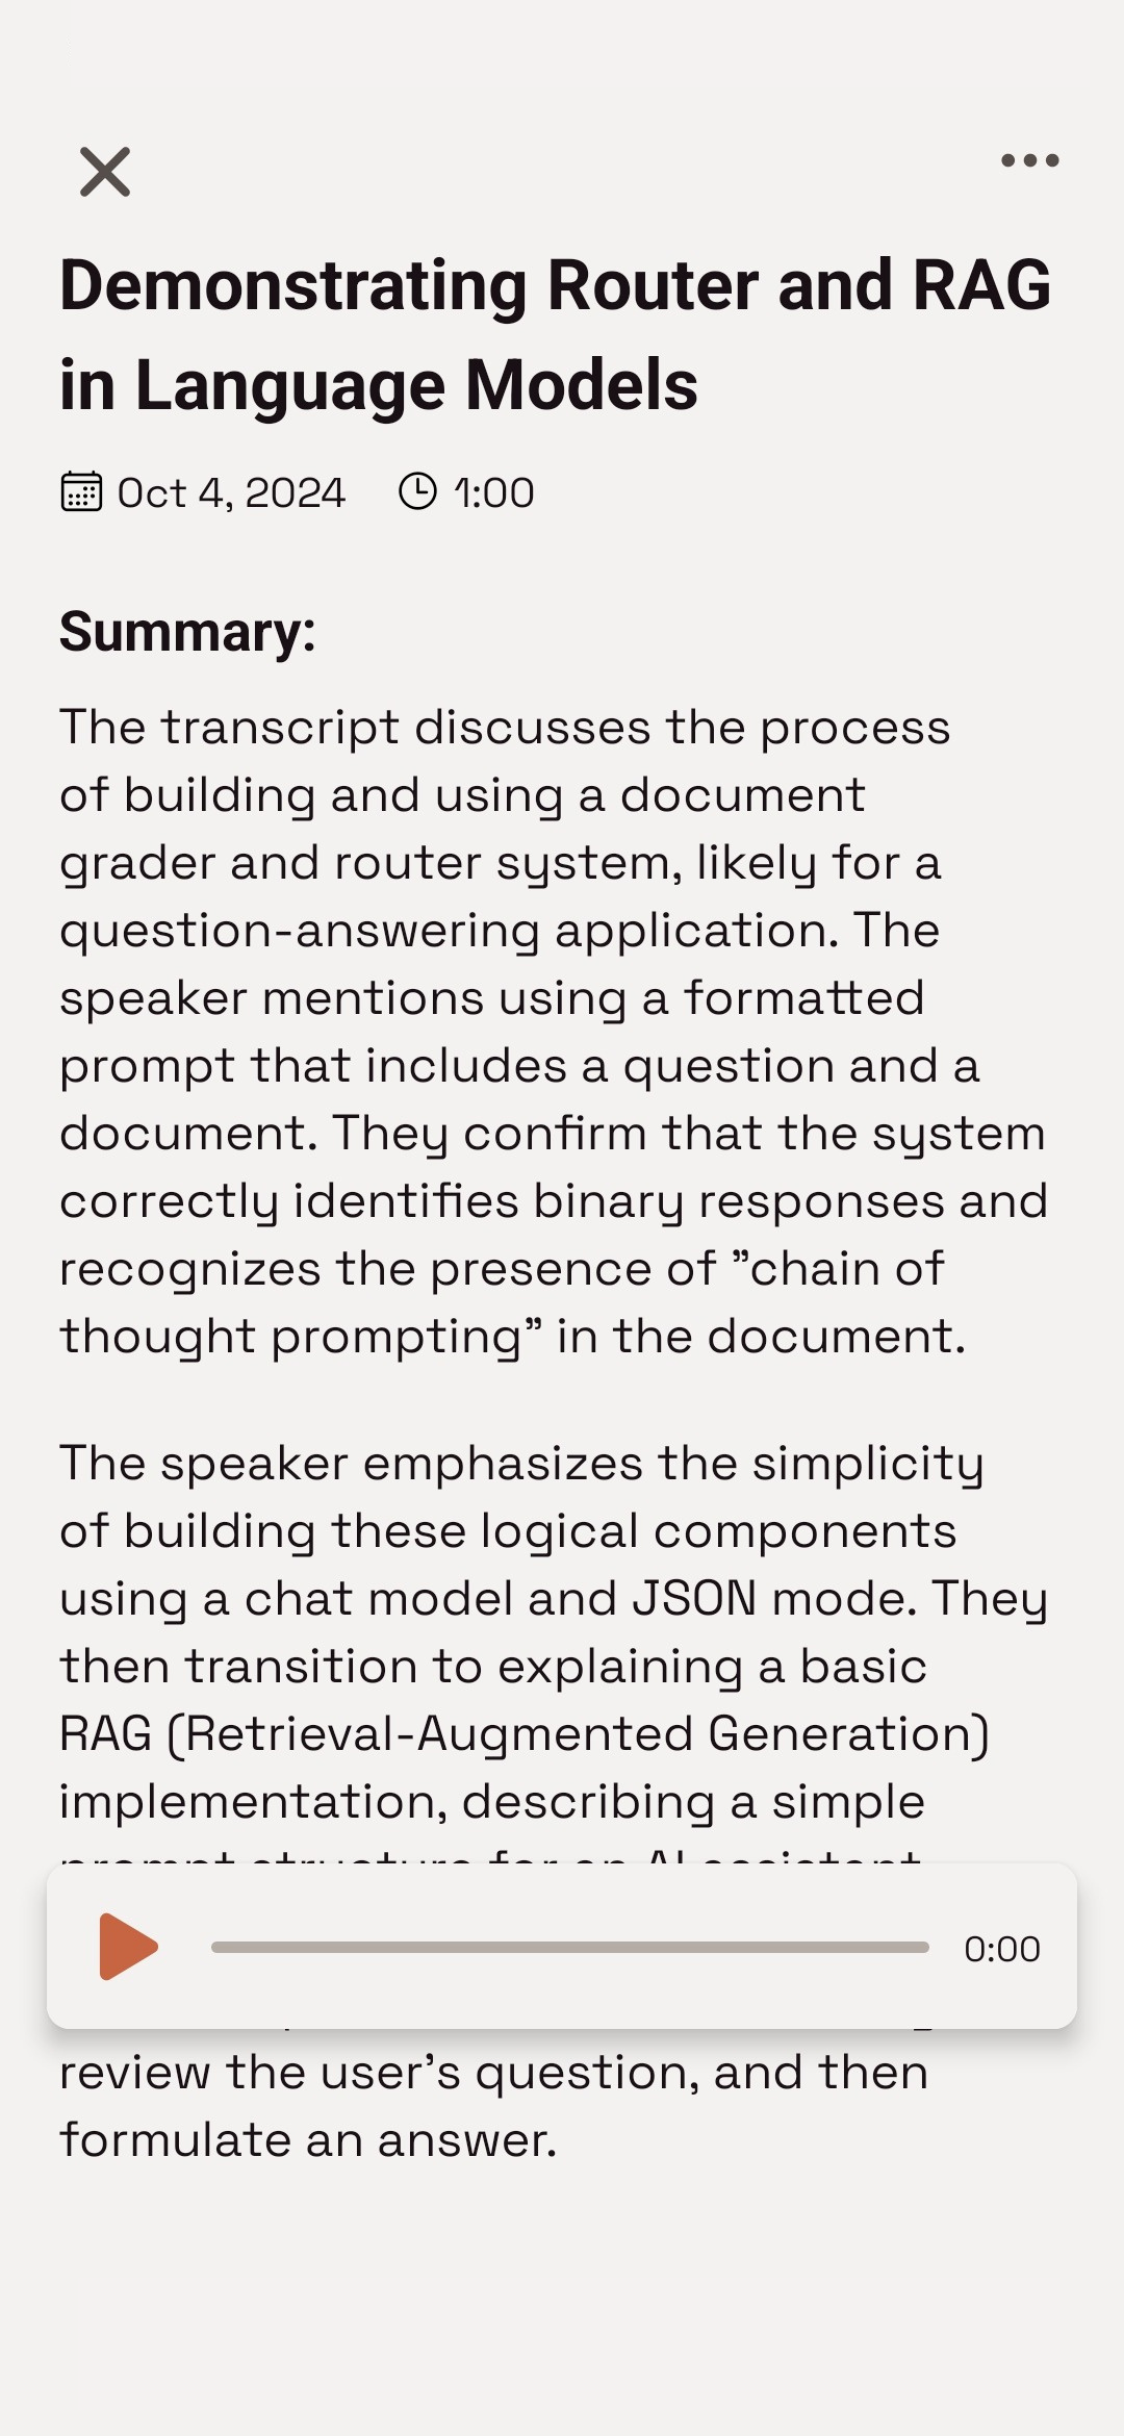 Demonstrating Router and RAG
in Language Models
Oct 4, 2024 1:00
Summary:
The transcript discusses the process
of building and using a document
grader and router system, likely for a
question-answering application. The
speaker mentions using a formatted
prompt that includes a question and a
document. They confirm that the system
correctly identifies binary responses and
recognizes the presence of ”chain of
thought prompting” in the document.
The speaker emphasizes the simplicity
of building these logical components
using a chat model and JSON mode. They
then transition to explaining a basic
RAG (Retrieval-Augmented Generation)
implementation, describing a simple
prompt structure for an AI assistant
0:00
review the user’s question, and then
formulate an answer.